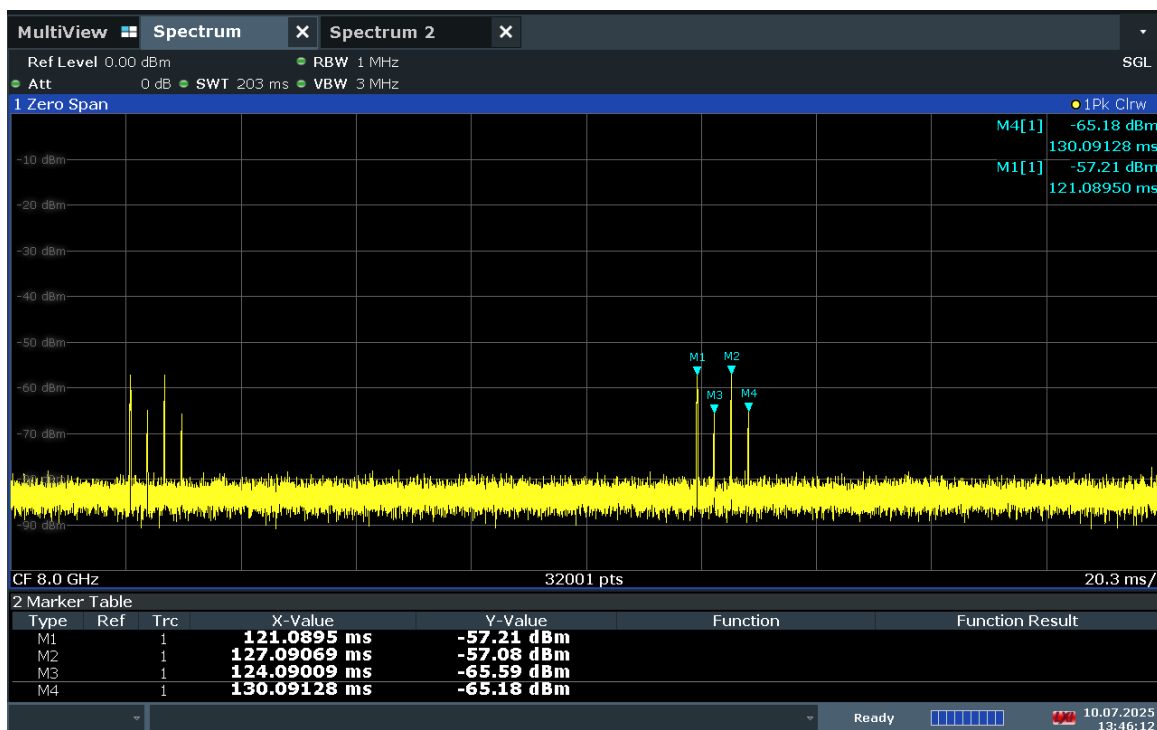 MultiView Spectrum X Spectrum 2 X
Ref Level 0.00 dBm RBW 1 MHz SGL
Att 0 dB SWT 203 ms VBW 3 MHz
1 Zero Span 1Pk Clrw
M4[1] -65.18 dBm
130.09128 ms
-10 dBm
M1[1] -57.21 dBm
121.08950 ms
-20 dBm
-30 dBm
-40 dBm
-50 dBm
M1 M2
-60 dBm
M3 M4
-70 dBm
-90 dBm
CF 8.0 GHz 32001 pts 20.3 ms/
2 Marker Table
Type Ref Trc X-Value Y-Value Function Function Result
M1 1 121.0895 ms -57.21 dBm
M2 1 127.09069 ms -57.08 dBm
M3 1 124.09009 ms -65.59 dBm
M4 1 130.09128 ms -65.18 dBm
Ready 10.07.2025
13:46:12